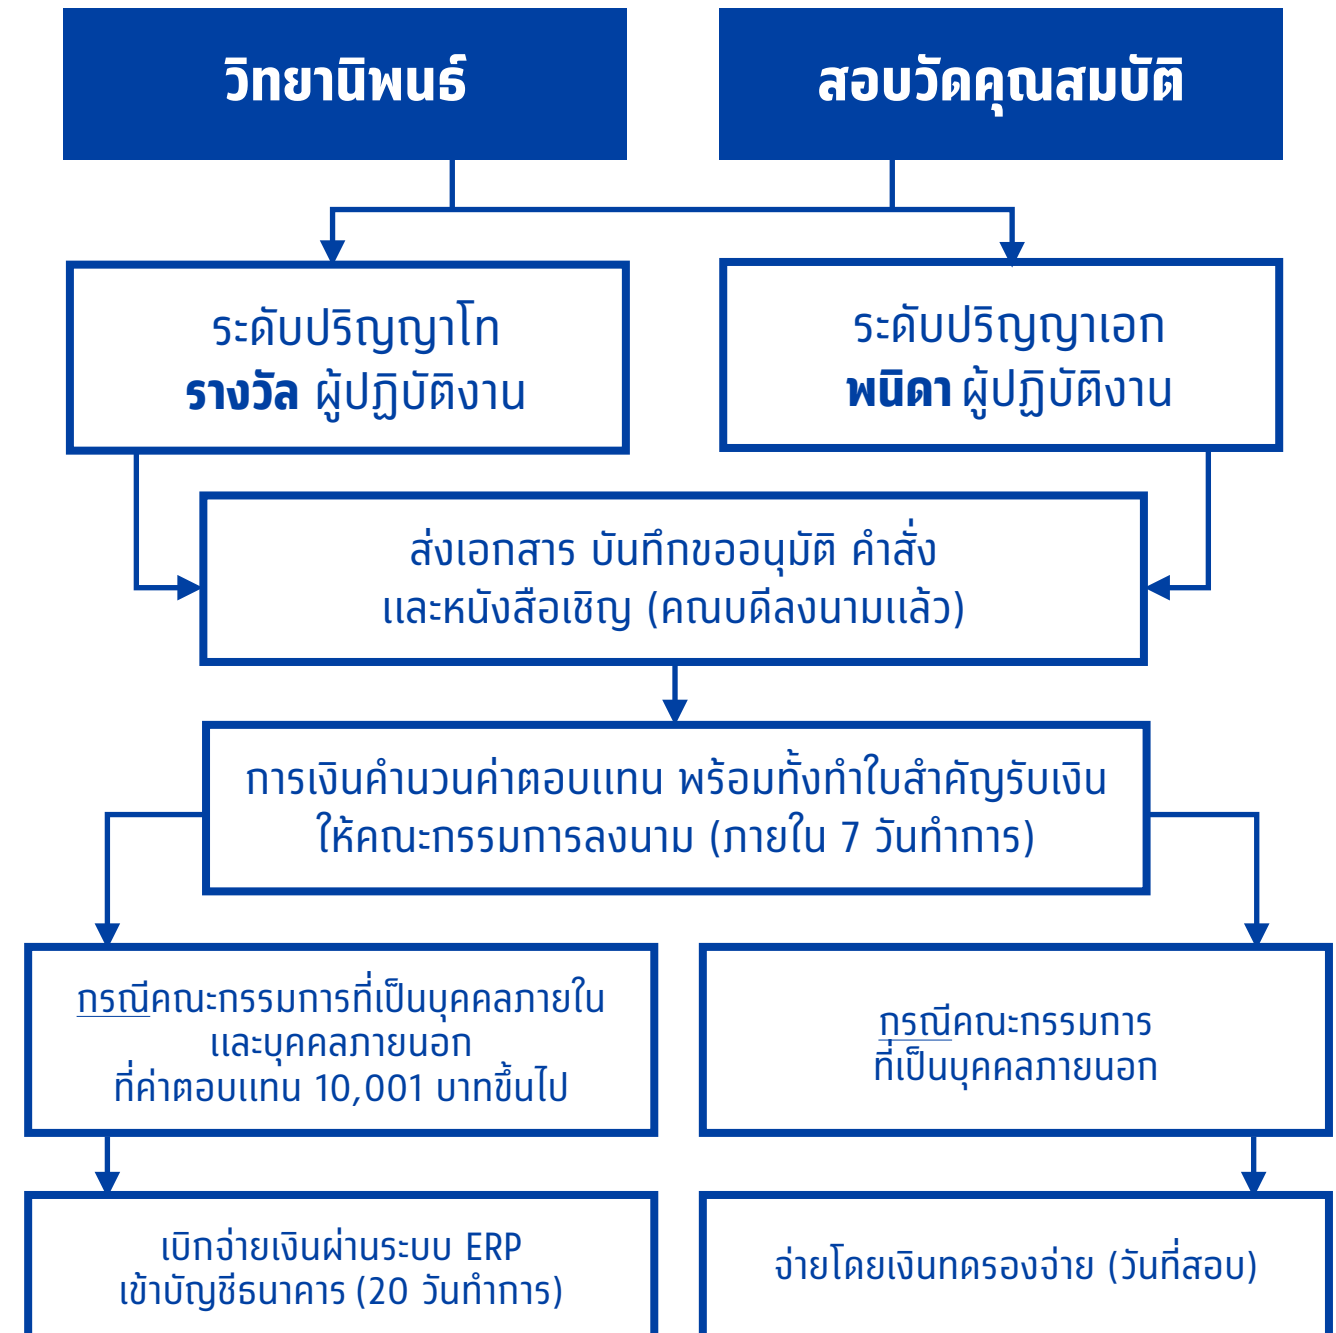 วิทยานิพนธ์
สอบวัดคุณสมบัติ
ระดับปริญญาโท
รางวัล ผู้ปฏิบัติงาน
ระดับปริญญาเอก
พนิดา ผู้ปฏิบัติงาน
ส่งเอกสาร บันทึกขออนุมัติ คำสั่ง
และหนังสือเชิญ (คณบดีลงนามแล้ว)
การเงินคำนวนค่าตอบแทน พร้อมทั้งทำใบสำคัญรับเงิน
ให้คณะกรรมการลงนาม (ภายใน 7 วันทำการ)
กรณีคณะกรรมการที่เป็นบุคคลภายใน
และบุคคลภายนอก
ที่ค่าตอบแทน 10,001 บาทขึ้นไป
กรณีคณะกรรมการ
ที่เป็นบุคคลภายนอก
เบิกจ่ายเงินผ่านระบบ ERP
เข้าบัญชีธนาคาร (20 วันทำการ)
จ่ายโดยเงินทดรองจ่าย (วันที่สอบ)